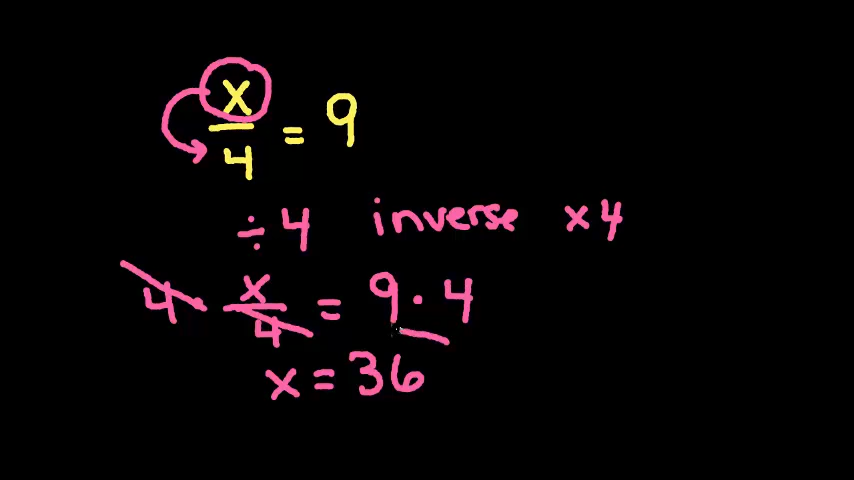 x/4 = 9
÷ 4 inverse x 4
4 · x/4 = 9 · 4
x = 36